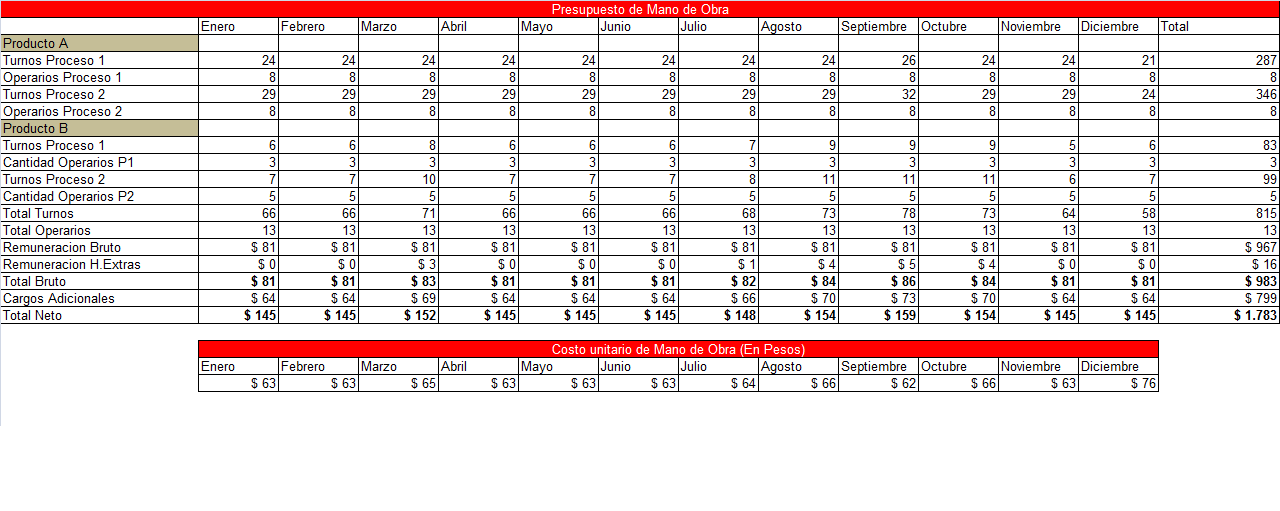 Presupuesto de Mano de Obra
Enero Febrero Marzo Abril Mayo Junio Julio Agosto Septiembre Octubre Noviembre Diciembre Total
Producto A
Turnos Proceso 1 24 24 24 24 24 24 24 24 26 24 24 21 287
Operarios Proceso 1 8 8 8 8 8 8 8 8 8 8 8 8 8
Turnos Proceso 2 29 29 29 29 29 29 29 29 32 29 29 24 346
Operarios Proceso 2 8 8 8 8 8 8 8 8 8 8 8 8 8
Producto B
Turnos Proceso 1 6 6 8 6 6 6 7 9 9 9 5 6 83
Cantidad Operarios P1 3 3 3 3 3 3 3 3 3 3 3 3 3
Turnos Proceso 2 7 7 10 7 7 7 8 11 11 11 6 7 99
Cantidad Operarios P2 5 5 5 5 5 5 5 5 5 5 5 5 5
Total Turnos 66 66 71 66 66 66 68 73 78 73 64 58 815
Total Operarios 13 13 13 13 13 13 13 13 13 13 13 13 13
Remuneracion Bruto $ 81 $ 81 $ 81 $ 81 $ 81 $ 81 $ 81 $ 81 $ 81 $ 81 $ 81 $ 81 $ 967
Remuneracion H.Extras $ 0 $ 0 $ 3 $ 0 $ 0 $ 0 $ 1 $ 4 $ 5 $ 4 $ 0 $ 0 $ 16
Total Bruto $ 81 $ 81 $ 83 $ 81 $ 81 $ 81 $ 82 $ 84 $ 86 $ 84 $ 81 $ 81 $ 983
Cargos Adicionales $ 64 $ 64 $ 69 $ 64 $ 64 $ 64 $ 66 $ 70 $ 73 $ 70 $ 64 $ 64 $ 799
Total Neto $ 145 $ 145 $ 152 $ 145 $ 145 $ 145 $ 148 $ 154 $ 159 $ 154 $ 145 $ 145 $ 1.783
Costo unitario de Mano de Obra (En Pesos)
Enero Febrero Marzo Abril Mayo Junio Julio Agosto Septiembre Octubre Noviembre Diciembre
$ 63 $ 63 $ 65 $ 63 $ 63 $ 63 $ 64 $ 66 $ 62 $ 66 $ 63 $ 76